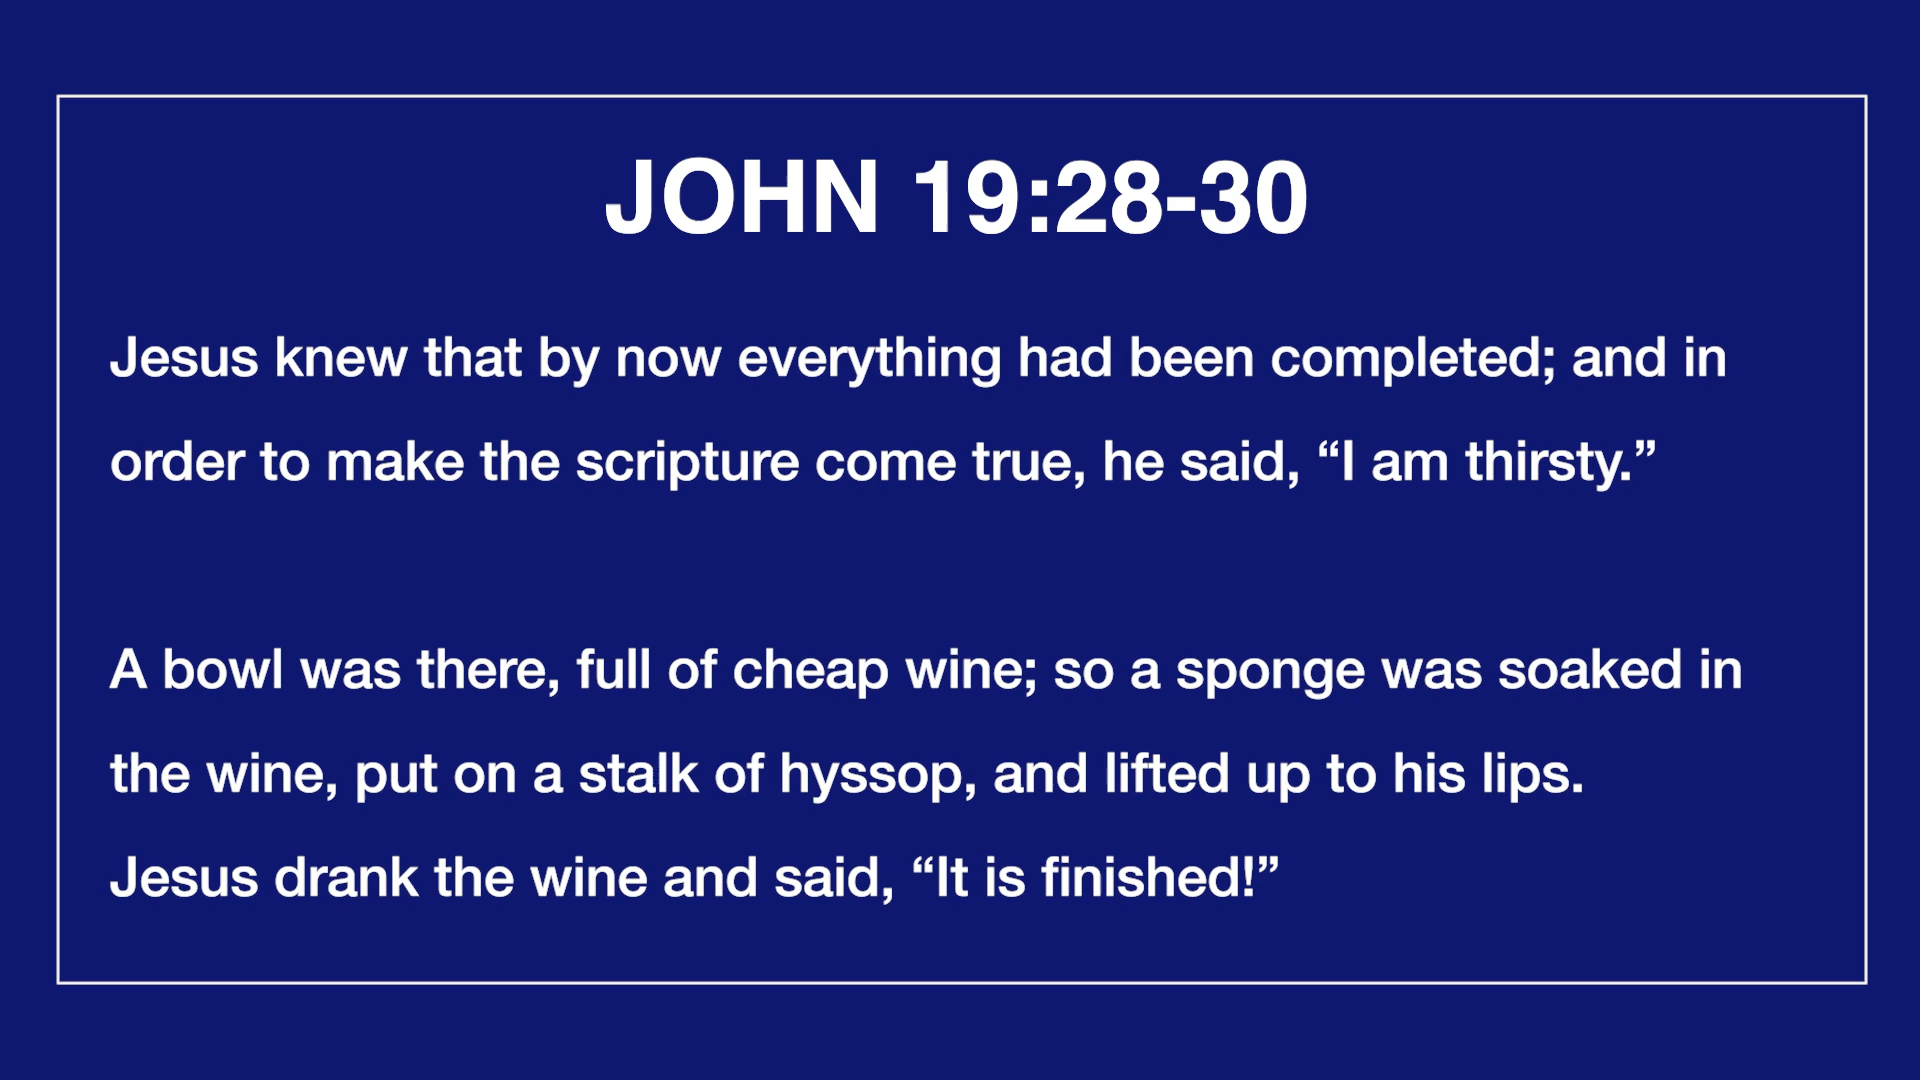 JOHN 19:28-30
Jesus knew that by now everything had been completed; and in
order to make the scripture come true, he said, “I am thirsty.”
A bowl was there, full of cheap wine; so a sponge was soaked in
the wine, put on a stalk of hyssop, and lifted up to his lips.
Jesus drank the wine and said, “It is finished!”